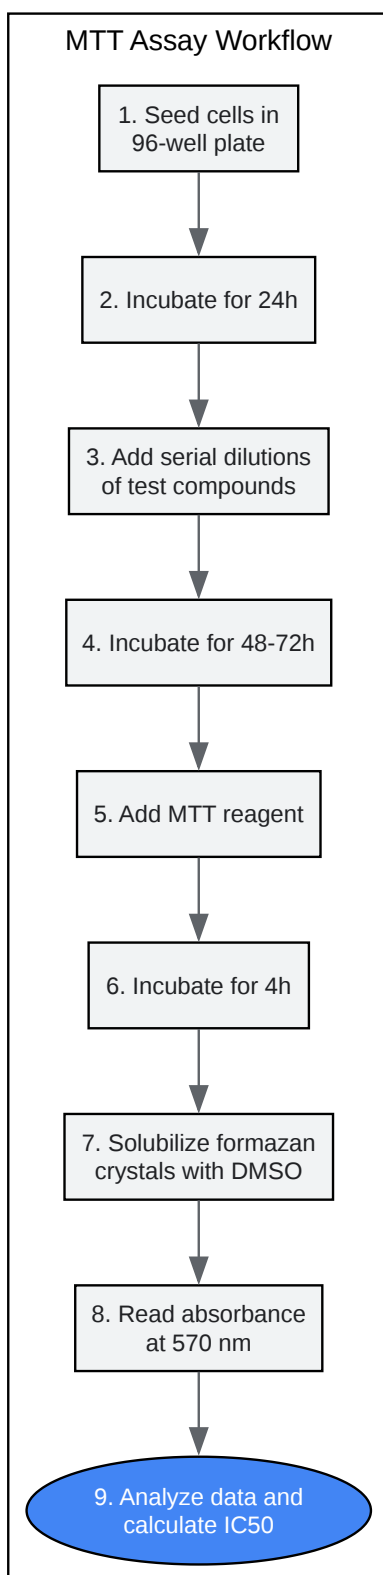 MTT Assay Workflow
1. Seed cells in
96-well plate
2. Incubate for 24h
3. Add serial dilutions
of test compounds
4. Incubate for 48-72h
5. Add MTT reagent
6. Incubate for 4h
7. Solubilize formazan
crystals with DMSO
8. Read absorbance
at 570 nm
9. Analyze data and
calculate IC50